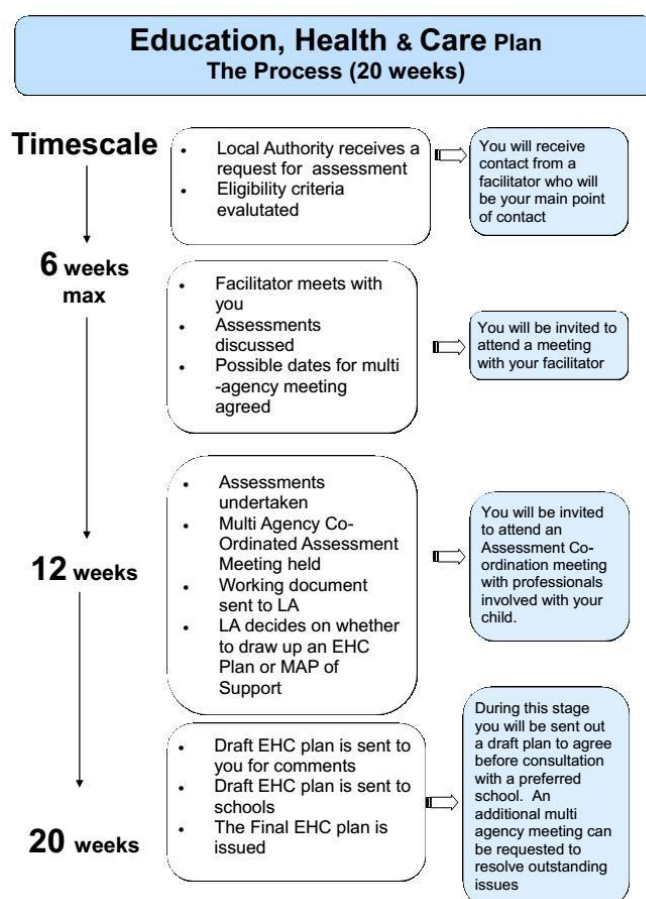 Education, Health & Care Plan
The Process (20 weeks)
Timescale
• Local Authority receives a
request for assessment
• Eligibility criteria
evalutated
You will receive
contact from a
facilitator who will
be your main point
of contact
6 weeks
max
• Facilitator meets with
you
• Assessments
discussed
• Possible dates for multi
-agency meeting
agreed
You will be invited to
attend a meeting
with your facilitator
12 weeks
• Assessments
undertaken
• Multi Agency Co-
Ordinated Assessment
Meeting held
• Working document
sent to LA
• LA decides on whether
to draw up an EHC
Plan or MAP of
Support
You will be invited
to attend an
Assessment Co-
ordination meeting
with professionals
involved with your
child.
20 weeks
• Draft EHC plan is sent to
you for comments
• Draft EHC plan is sent to
schools
• The Final EHC plan is
issued
During this stage
you will be sent out
a draft plan to agree
before consultation
with a preferred
school.  An
additional multi
agency meeting can
be requested to
resolve outstanding
issues